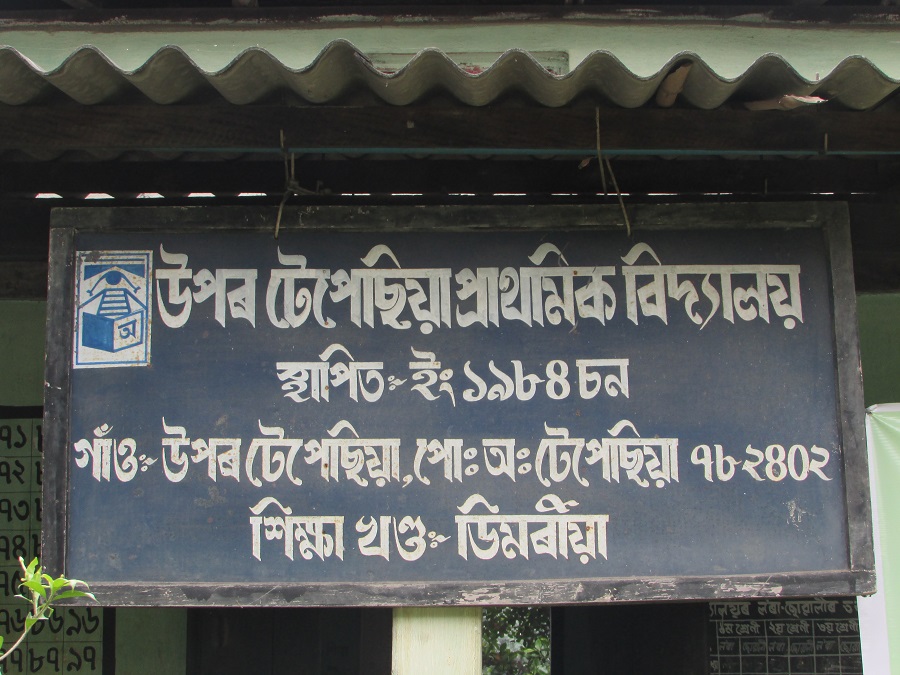 উপৰ টেপেছিয়া প্ৰাথমিক বিদ্যালয়
স্থাপিত:- ইং ১৯৮৪ চন
গাঁও:- উপৰ টেপেছিয়া, পো: অ: টেপেছিয়া ৭৮২৪০২
শিক্ষা খণ্ড:- ডিমৰীয়া
অ